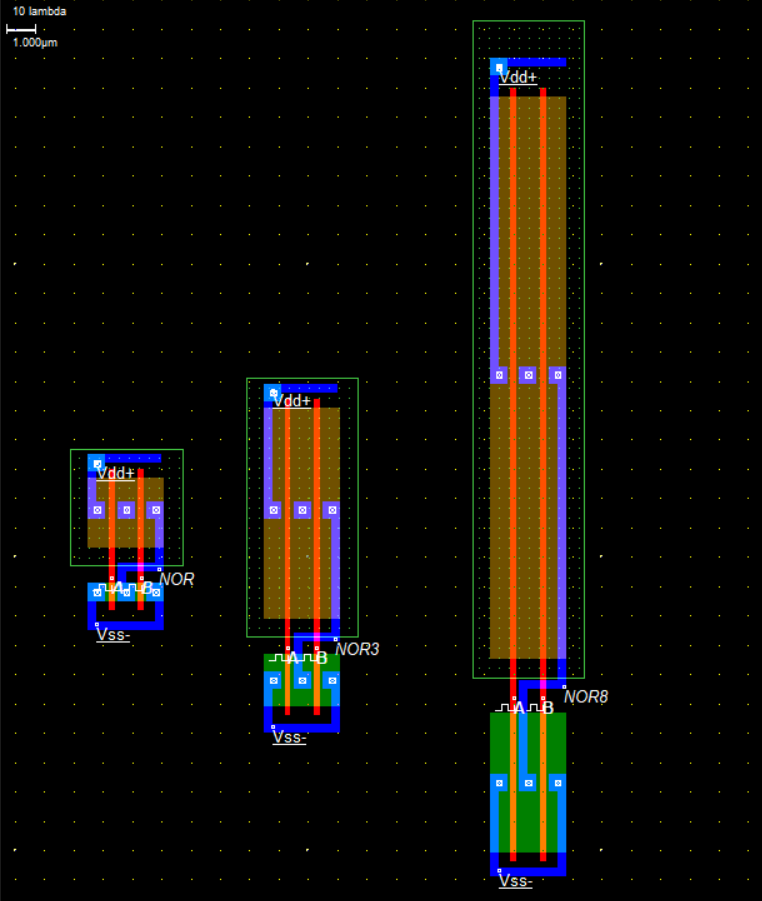 10 lambda
1.000µm
Vdd+
A B NOR
Vss-
Vdd+
A B NOR3
Vss-
Vdd+
A B NOR8
Vss-